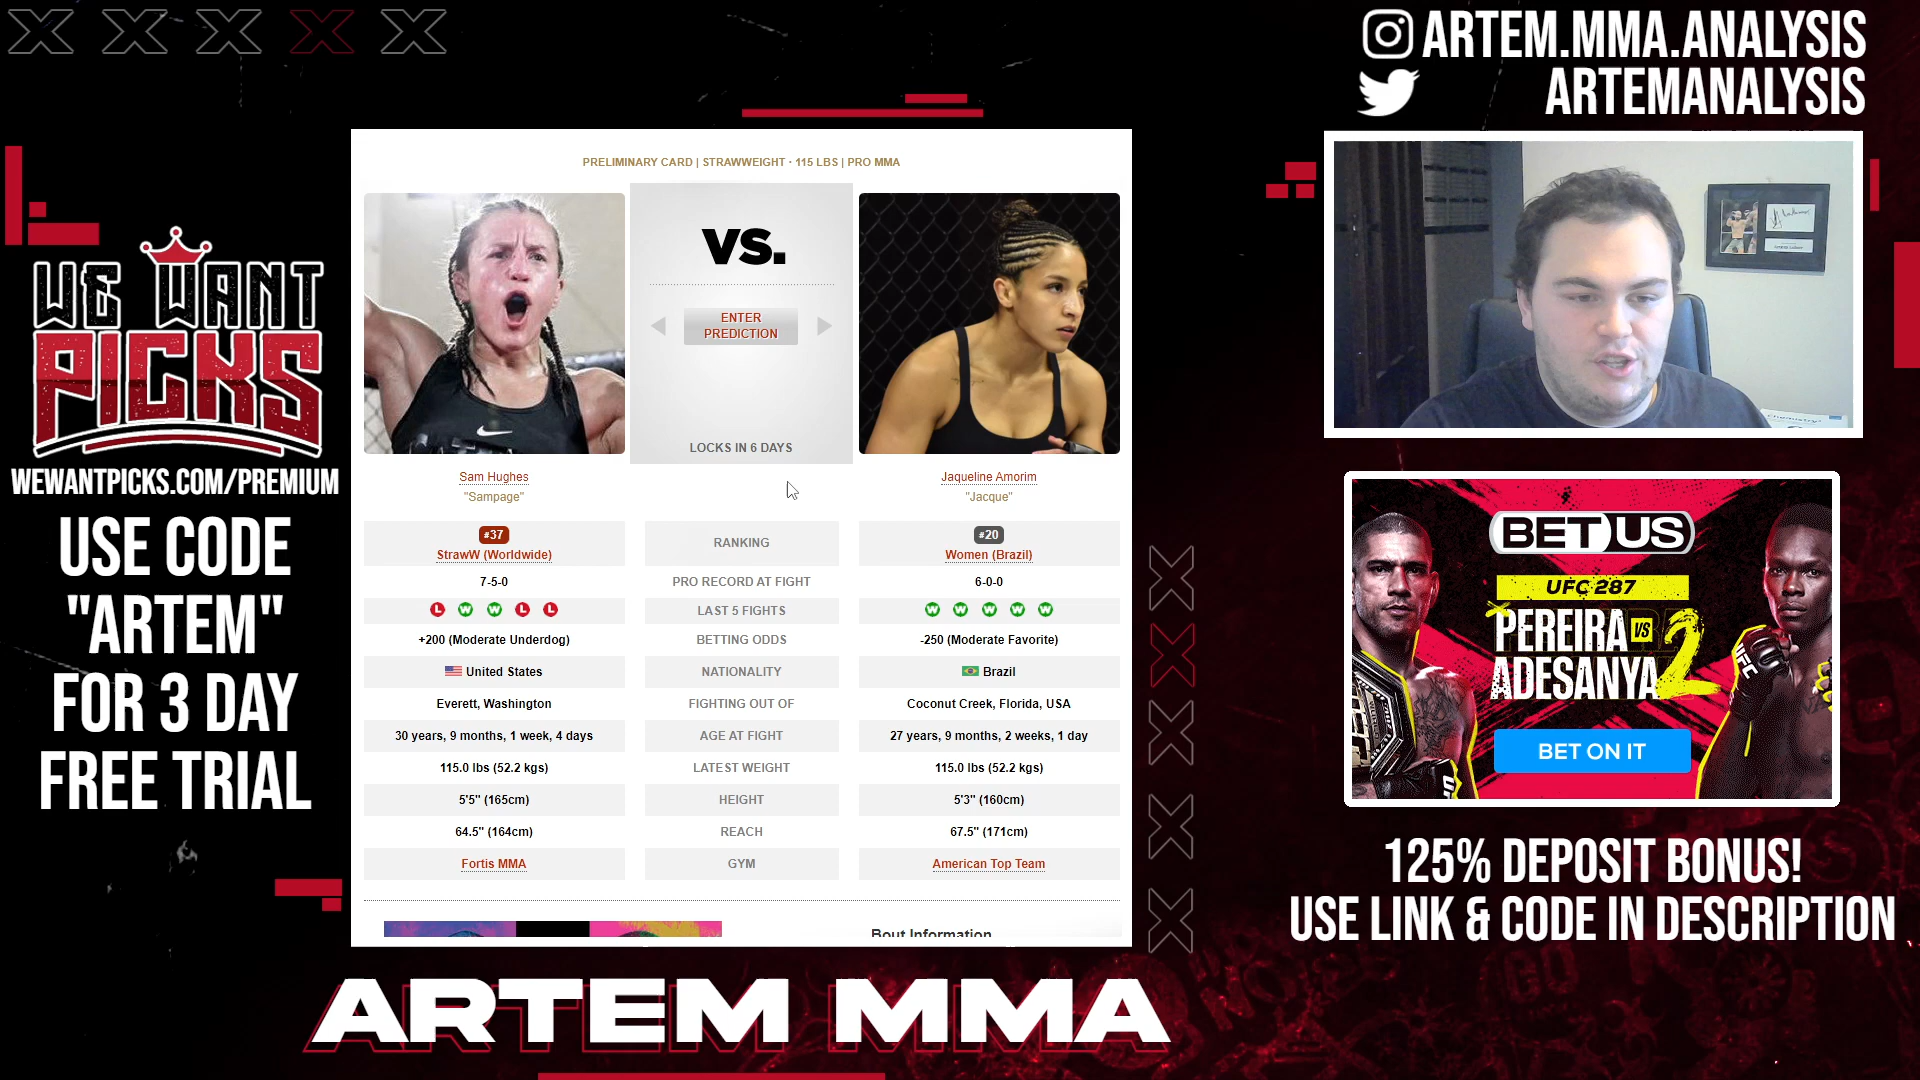 ARTEM.MMA.ANALYSIS
ARTEMANALYSIS
WE WANT
PICKS
WEWANTPICKS.COM/PREMIUM
USE CODE
"ARTEM"
FOR 3 DAY
FREE TRIAL
PRELIMINARY CARD | STRAWWEIGHT · 115 LBS | PRO MMA
VS.
ENTER
PREDICTION
LOCKS IN 6 DAYS
Sam Hughes
"Sampage"
Jaqueline Amorim
"Jacque"
#37
StrawW (Worldwide)
RANKING
#20
Women (Brazil)
7-5-0 PRO RECORD AT FIGHT 6-0-0
L W W L L LAST 5 FIGHTS W W W W W
+200 (Moderate Underdog) BETTING ODDS -250 (Moderate Favorite)
United States NATIONALITY Brazil
Everett, Washington FIGHTING OUT OF Coconut Creek, Florida, USA
30 years, 9 months, 1 week, 4 days AGE AT FIGHT 27 years, 9 months, 2 weeks, 1 day
115.0 lbs (52.2 kgs) LATEST WEIGHT 115.0 lbs (52.2 kgs)
5'5" (165cm) HEIGHT 5'3" (160cm)
64.5" (164cm) REACH 67.5" (171cm)
Fortis MMA GYM American Top Team
Bout Information
BETUS
UFC 287
PEREIRA VS
ADESANYA 2
BET ON IT
125% DEPOSIT BONUS!
USE LINK & CODE IN DESCRIPTION
ARTEM MMA